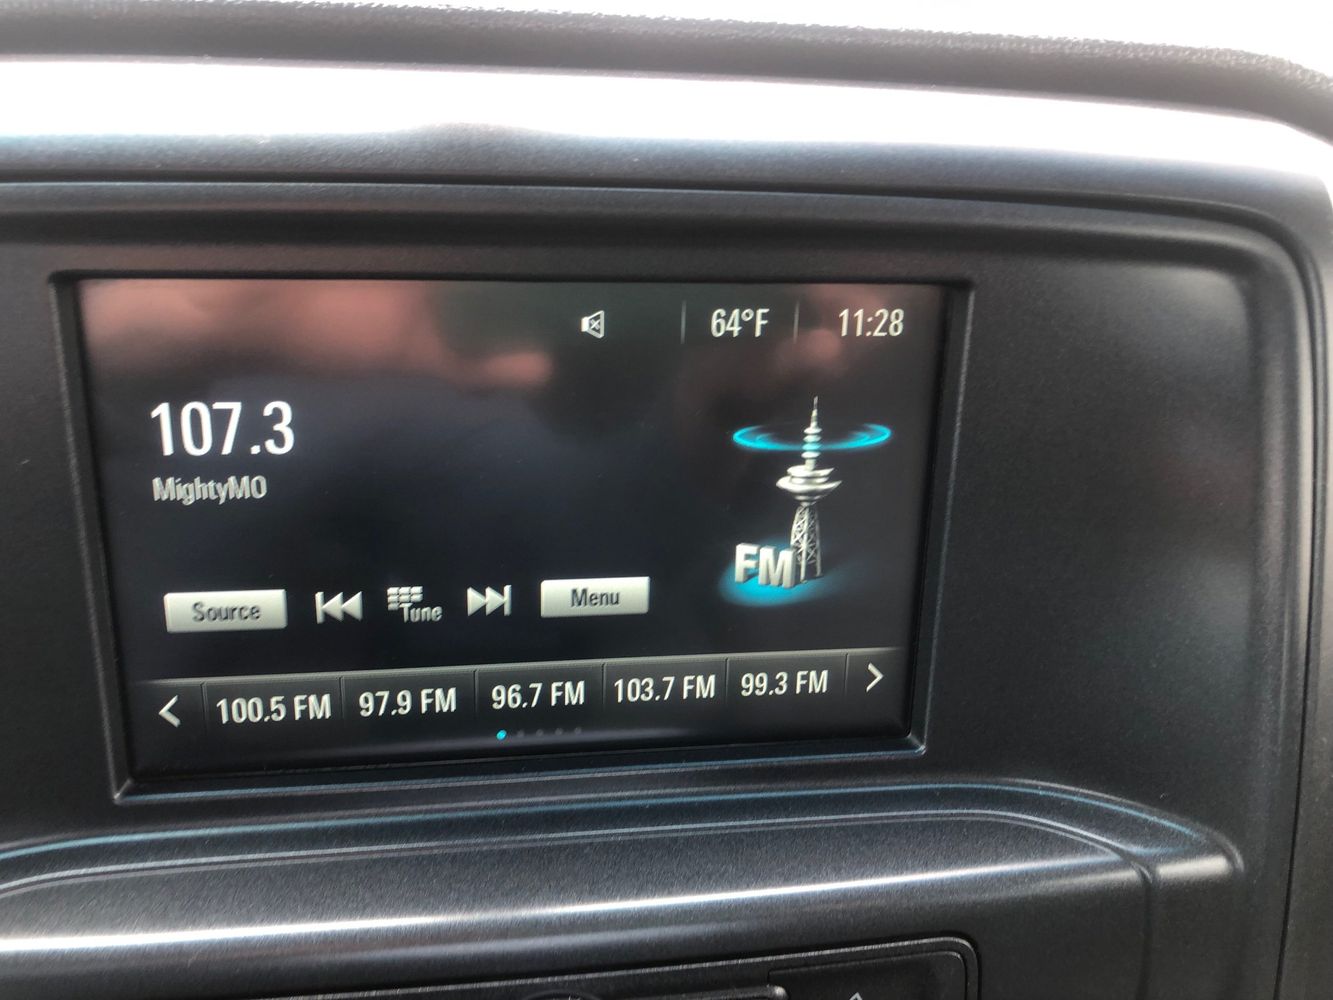 64°F 11:28
107.3
MightyMO
FM
Source Tune Menu
100.5 FM 97.9 FM 96.7 FM 103.7 FM 99.3 FM